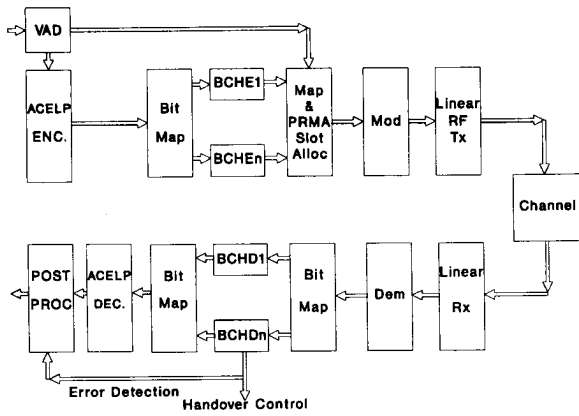 VAD
ACELP
ENC.
Bit
Map
BCHE1
BCHEn
Map
&
PRMA
Slot
Alloc
Mod
Linear
RF
Tx
Channel
POST
PROC
ACELP
DEC.
Bit
Map
BCHD1
BCHDn
Bit
Map
Dem
Linear
Rx
Error Detection
Handover Control